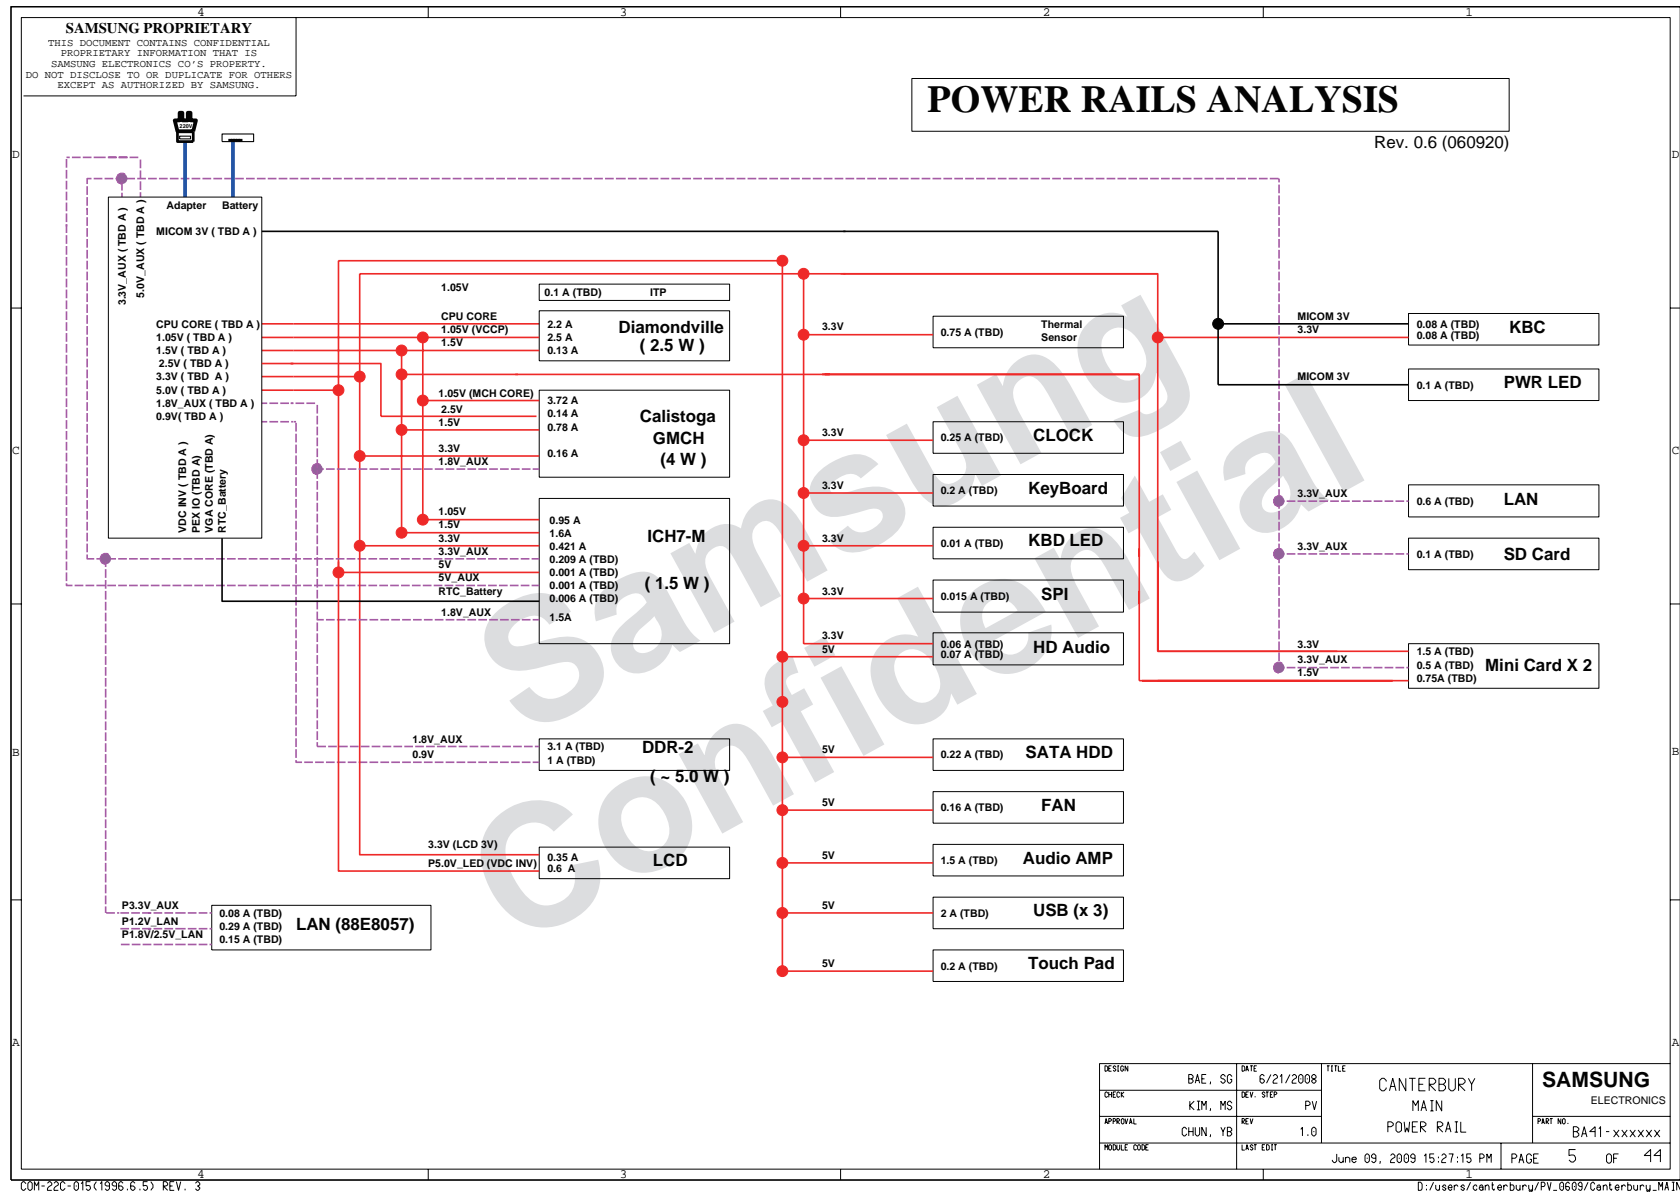 4 3 2 1
SAMSUNG PROPRIETARY
THIS DOCUMENT CONTAINS CONFIDENTIAL
PROPRIETARY INFORMATION THAT IS
SAMSUNG ELECTRONICS CO'S PROPERTY.
DO NOT DISCLOSE TO OR DUPLICATE FOR OTHERS
EXCEPT AS AUTHORIZED BY SAMSUNG.
POWER RAILS ANALYSIS
Rev. 0.6 (060920)
220V
D D
Adapter Battery
3.3V_AUX ( TBD A )
5.0V_AUX ( TBD A )
MICOM 3V ( TBD A )
CPU CORE ( TBD A )
1.05V ( TBD A )
1.5V ( TBD A )
2.5V ( TBD A )
3.3V ( TBD A )
5.0V ( TBD A )
1.8V_AUX ( TBD A )
0.9V( TBD A )
VDC INV ( TBD A )
PEX IO (TBD A)
VGA CORE (TBD A)
RTC_Battery
1.05V
0.1 A (TBD) ITP
CPU CORE
1.05V (VCCP)
1.5V
2.2 A
2.5 A
0.13 A
Diamondville
( 2.5 W )
1.05V (MCH CORE)
2.5V
1.5V
3.3V
1.8V_AUX
3.72 A
0.14 A
0.78 A
0.16 A
Calistoga
GMCH
(4 W )
1.05V
1.5V
3.3V
3.3V_AUX
5V
5V_AUX
RTC_Battery
1.8V_AUX
0.95 A
1.6A
0.421 A
0.209 A (TBD)
0.001 A (TBD)
0.001 A (TBD)
0.006 A (TBD)
1.5A
ICH7-M
( 1.5 W )
1.8V_AUX
0.9V
3.1 A (TBD)
1 A (TBD)
DDR-2
( ~ 5.0 W )
3.3V (LCD 3V)
P5.0V_LED (VDC INV)
0.35 A
0.6 A
LCD
P3.3V_AUX
P1.2V_LAN
P1.8V/2.5V_LAN
0.08 A (TBD)
0.29 A (TBD)
0.15 A (TBD)
LAN (88E8057)
3.3V 0.75 A (TBD) Thermal
Sensor
3.3V 0.25 A (TBD) CLOCK
3.3V 0.2 A (TBD) KeyBoard
3.3V 0.01 A (TBD) KBD LED
3.3V 0.015 A (TBD) SPI
3.3V 0.06 A (TBD)
5V 0.07 A (TBD)
HD Audio
5V 0.22 A (TBD) SATA HDD
5V 0.16 A (TBD) FAN
5V 1.5 A (TBD) Audio AMP
5V 2 A (TBD) USB (x 3)
5V 0.2 A (TBD) Touch Pad
MICOM 3V 0.08 A (TBD)
3.3V 0.08 A (TBD)
KBC
MICOM 3V 0.1 A (TBD) PWR LED
3.3V_AUX 0.6 A (TBD) LAN
3.3V_AUX 0.1 A (TBD) SD Card
3.3V 1.5 A (TBD)
3.3V_AUX 0.5 A (TBD)
1.5V 0.75A (TBD)
Mini Card X 2
Samsung
Confidential
C C
B B
A A
DESIGN BAE, SG DATE 6/21/2008 TITLE
CHECK KIM, MS DEV. STEP PV
APPROVAL CHUN, YB REV 1.0
MODULE CODE LAST EDIT June 09, 2009 15:27:15 PM
CANTERBURY
MAIN
POWER RAIL
SAMSUNG
ELECTRONICS
PART NO. BA41-xxxxxx
PAGE 5 OF 44
4 3 2 1
COM-22C-015(1996.6.5) REV. 3
D:/users/canterbury/PV_0609/Canterbury_MAIN